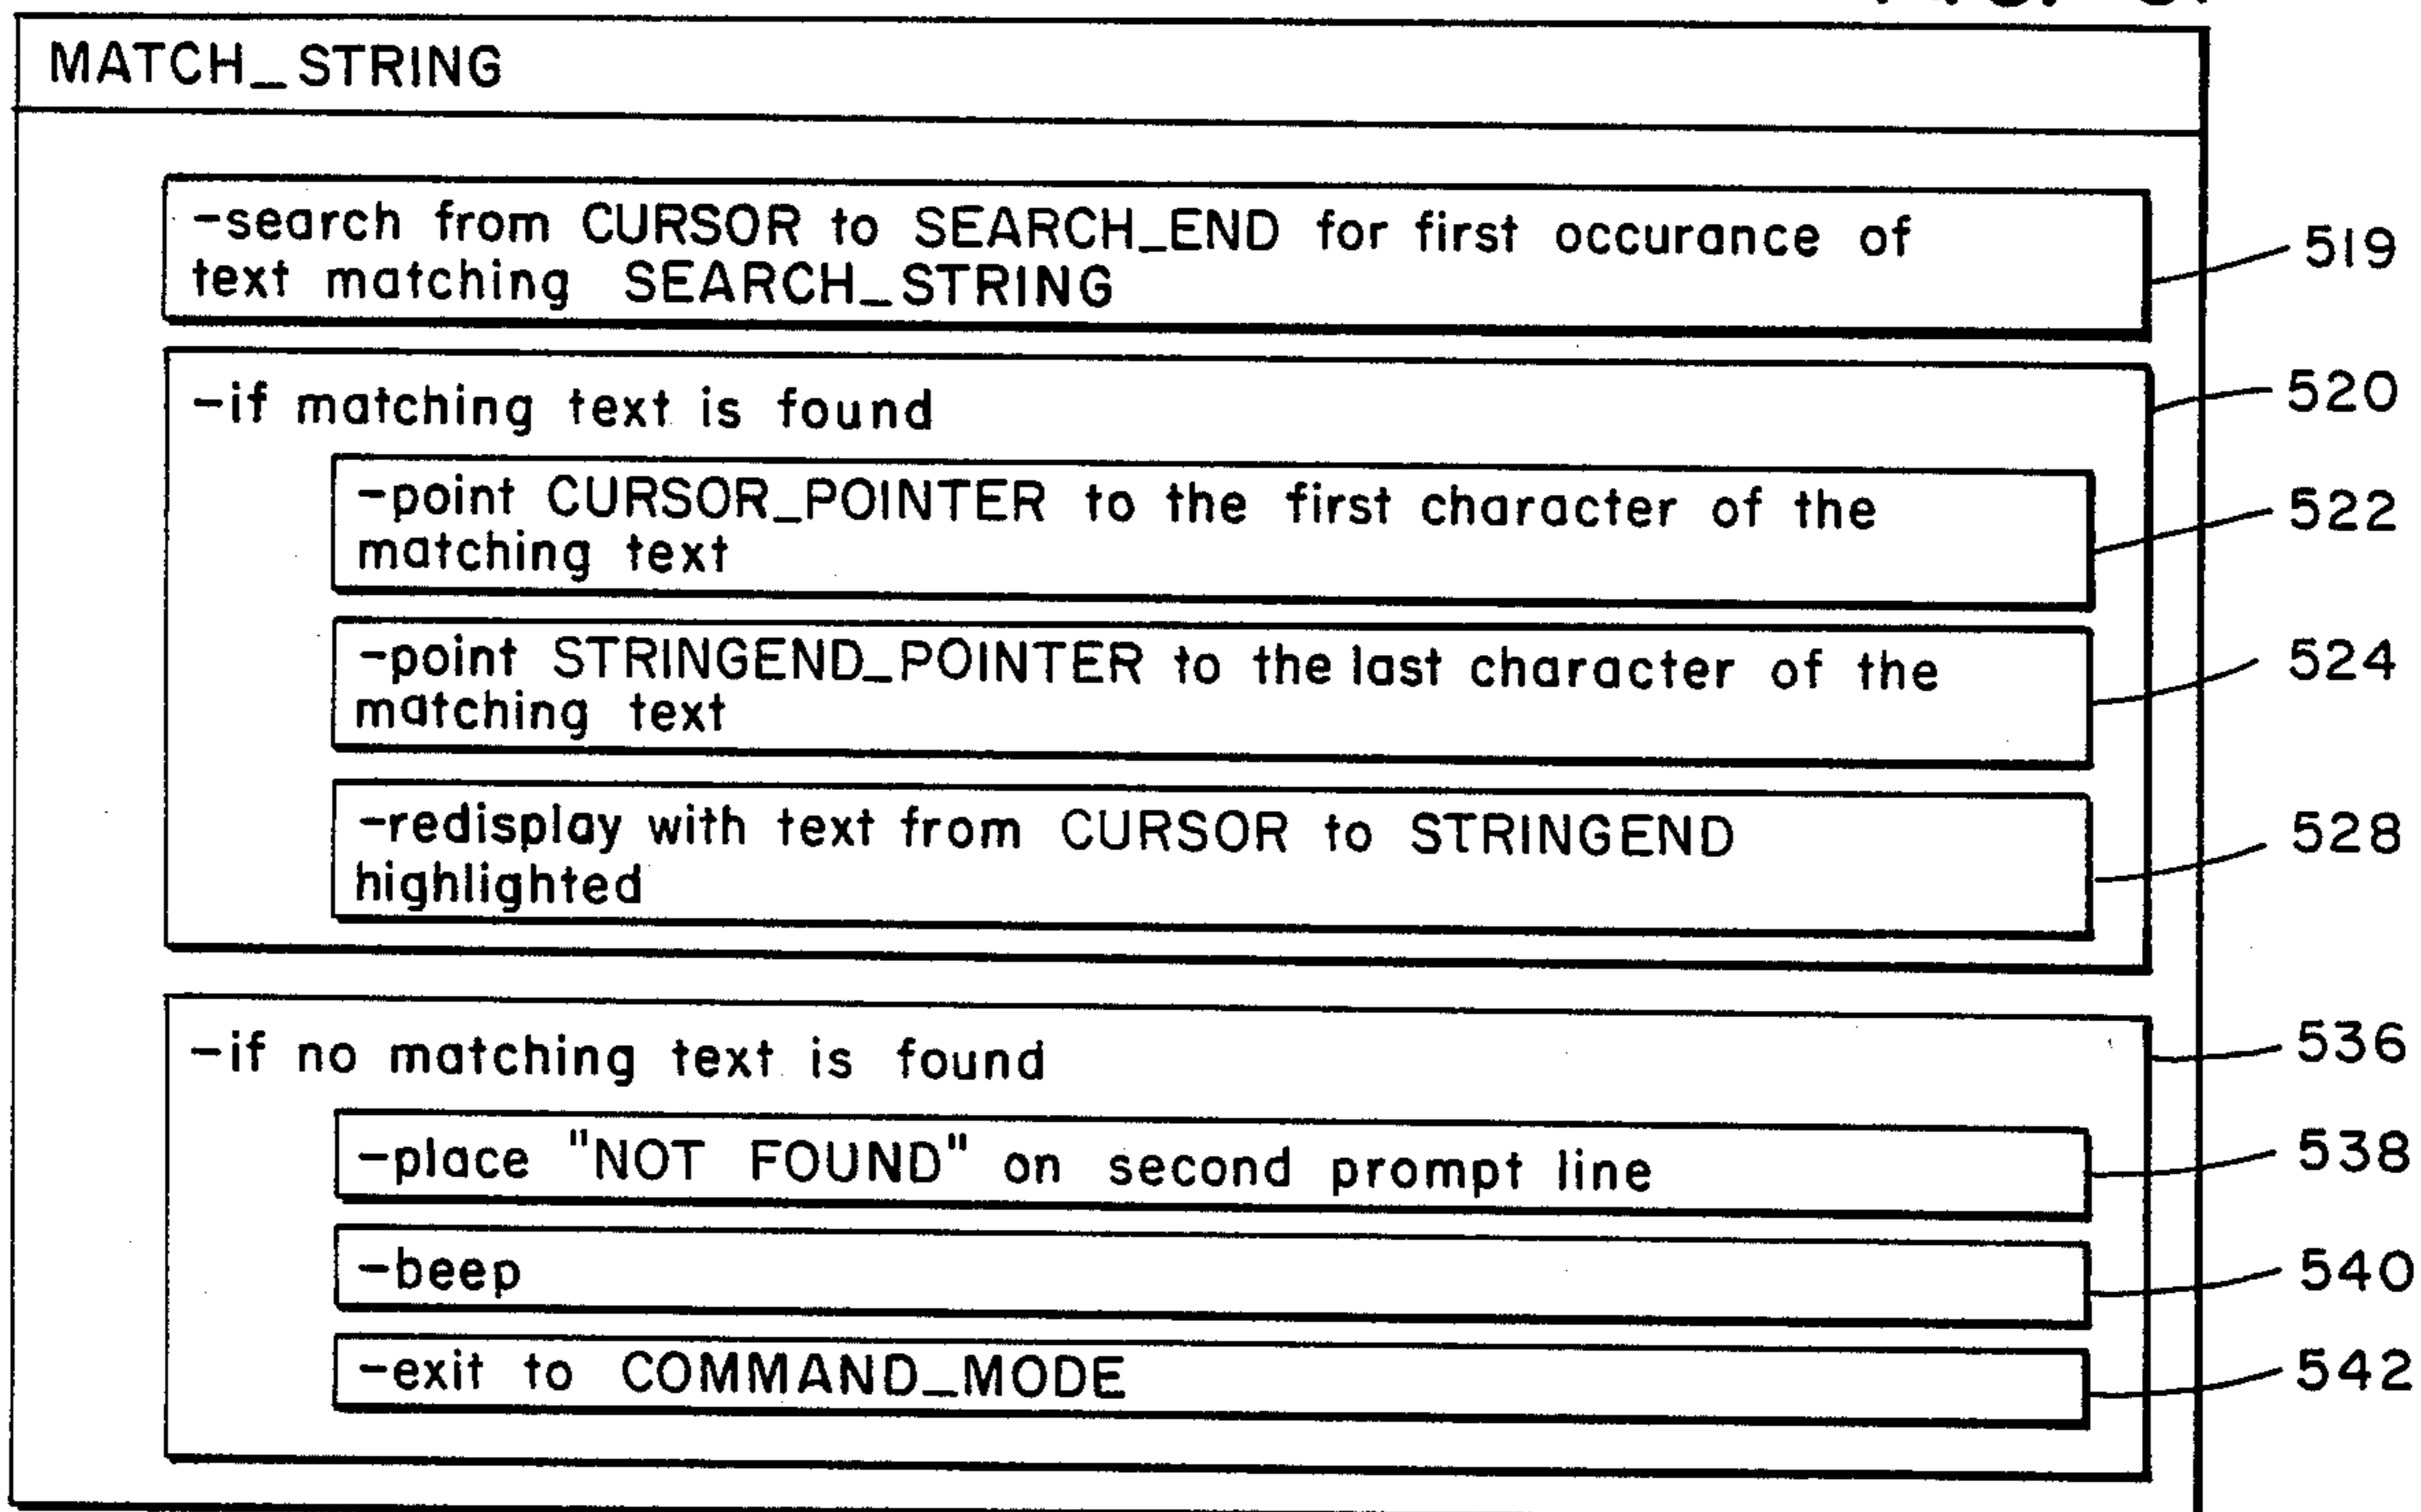 MATCH_STRING
-search from CURSOR to SEARCH_END for first occurance of
text matching SEARCH_STRING
519
-if matching text is found
520
-point CURSOR_POINTER to the first character of the
matching text
522
-point STRINGEND_POINTER to the last character of the
matching text
524
-redisplay with text from CURSOR to STRINGEND
highlighted
528
-if no matching text is found
536
-place "NOT FOUND" on second prompt line
538
-beep
540
-exit to COMMAND_MODE
542